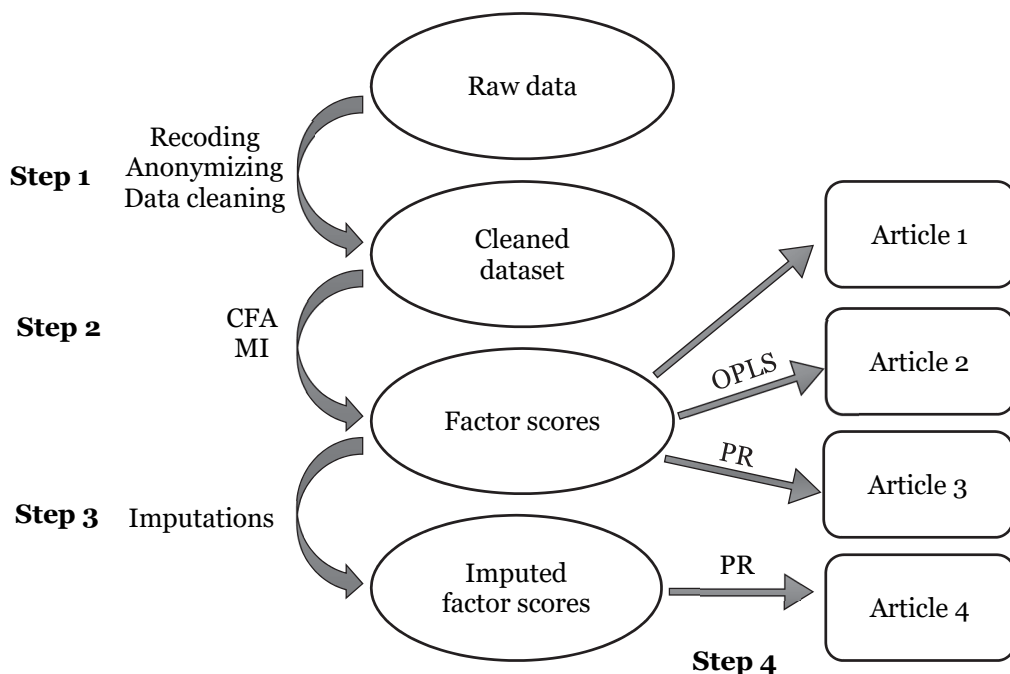 Raw data
Step 1
Recoding
Anonymizing
Data cleaning
Cleaned
dataset
Article 1
Step 2
CFA
MI
OPLS
Article 2
Factor scores
PR
Article 3
Step 3
Imputations
Imputed
factor scores
PR
Article 4
Step 4